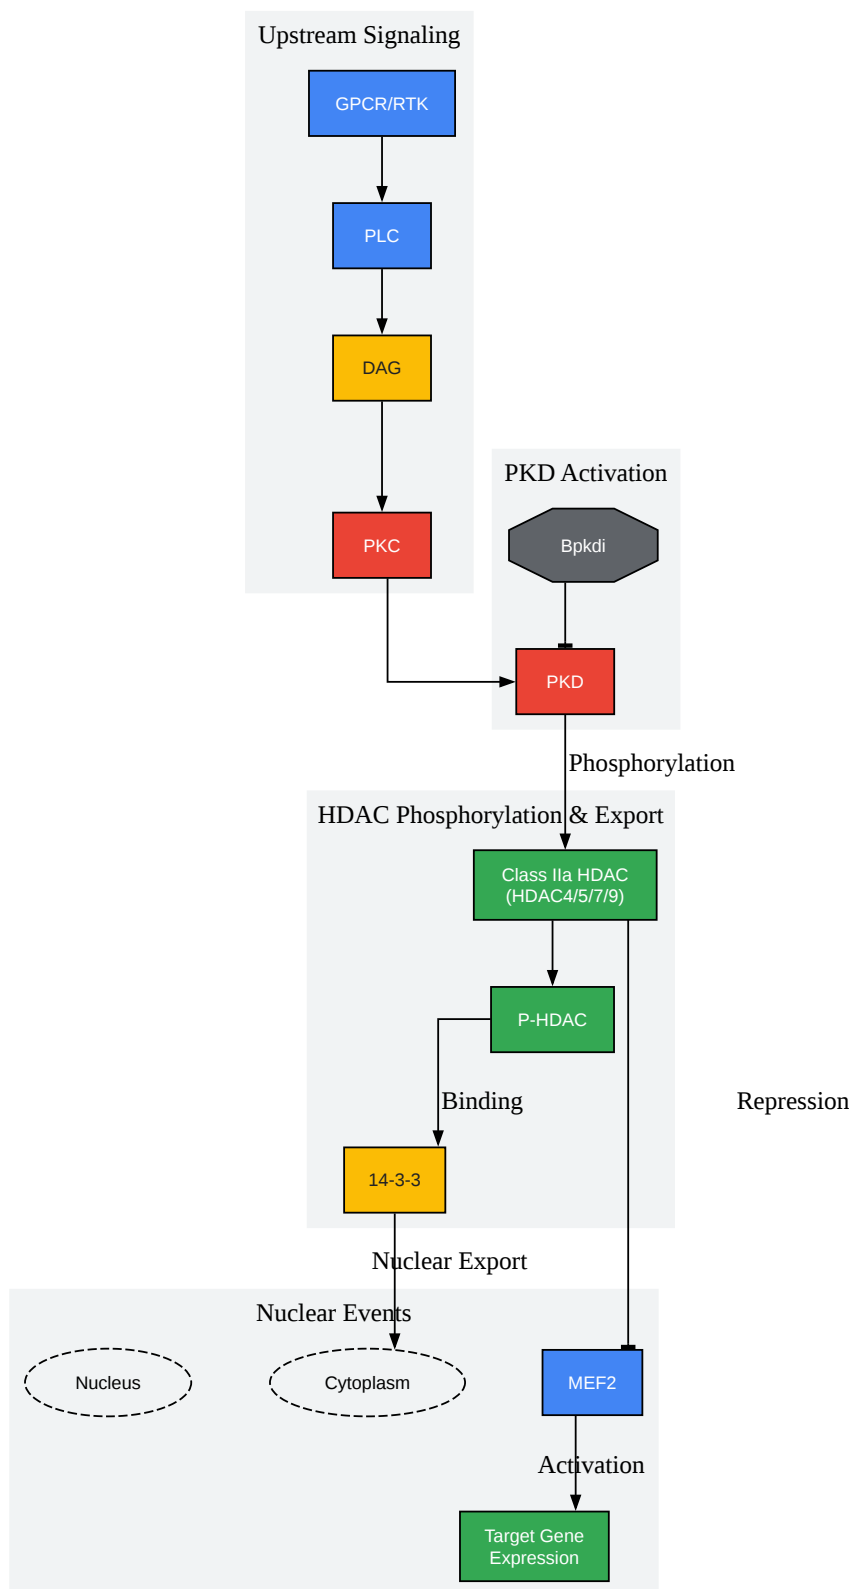 Upstream Signaling
GPCR/RTK
PLC
DAG
PKD Activation
PKC
Bpkdi
PKD
Phosphorylation
HDAC Phosphorylation & Export
Class IIa HDAC
(HDAC4/5/7/9)
P-HDAC
Binding
Repression
14-3-3
Nuclear Export
Nuclear Events
Nucleus
Cytoplasm
MEF2
Activation
Target Gene
Expression